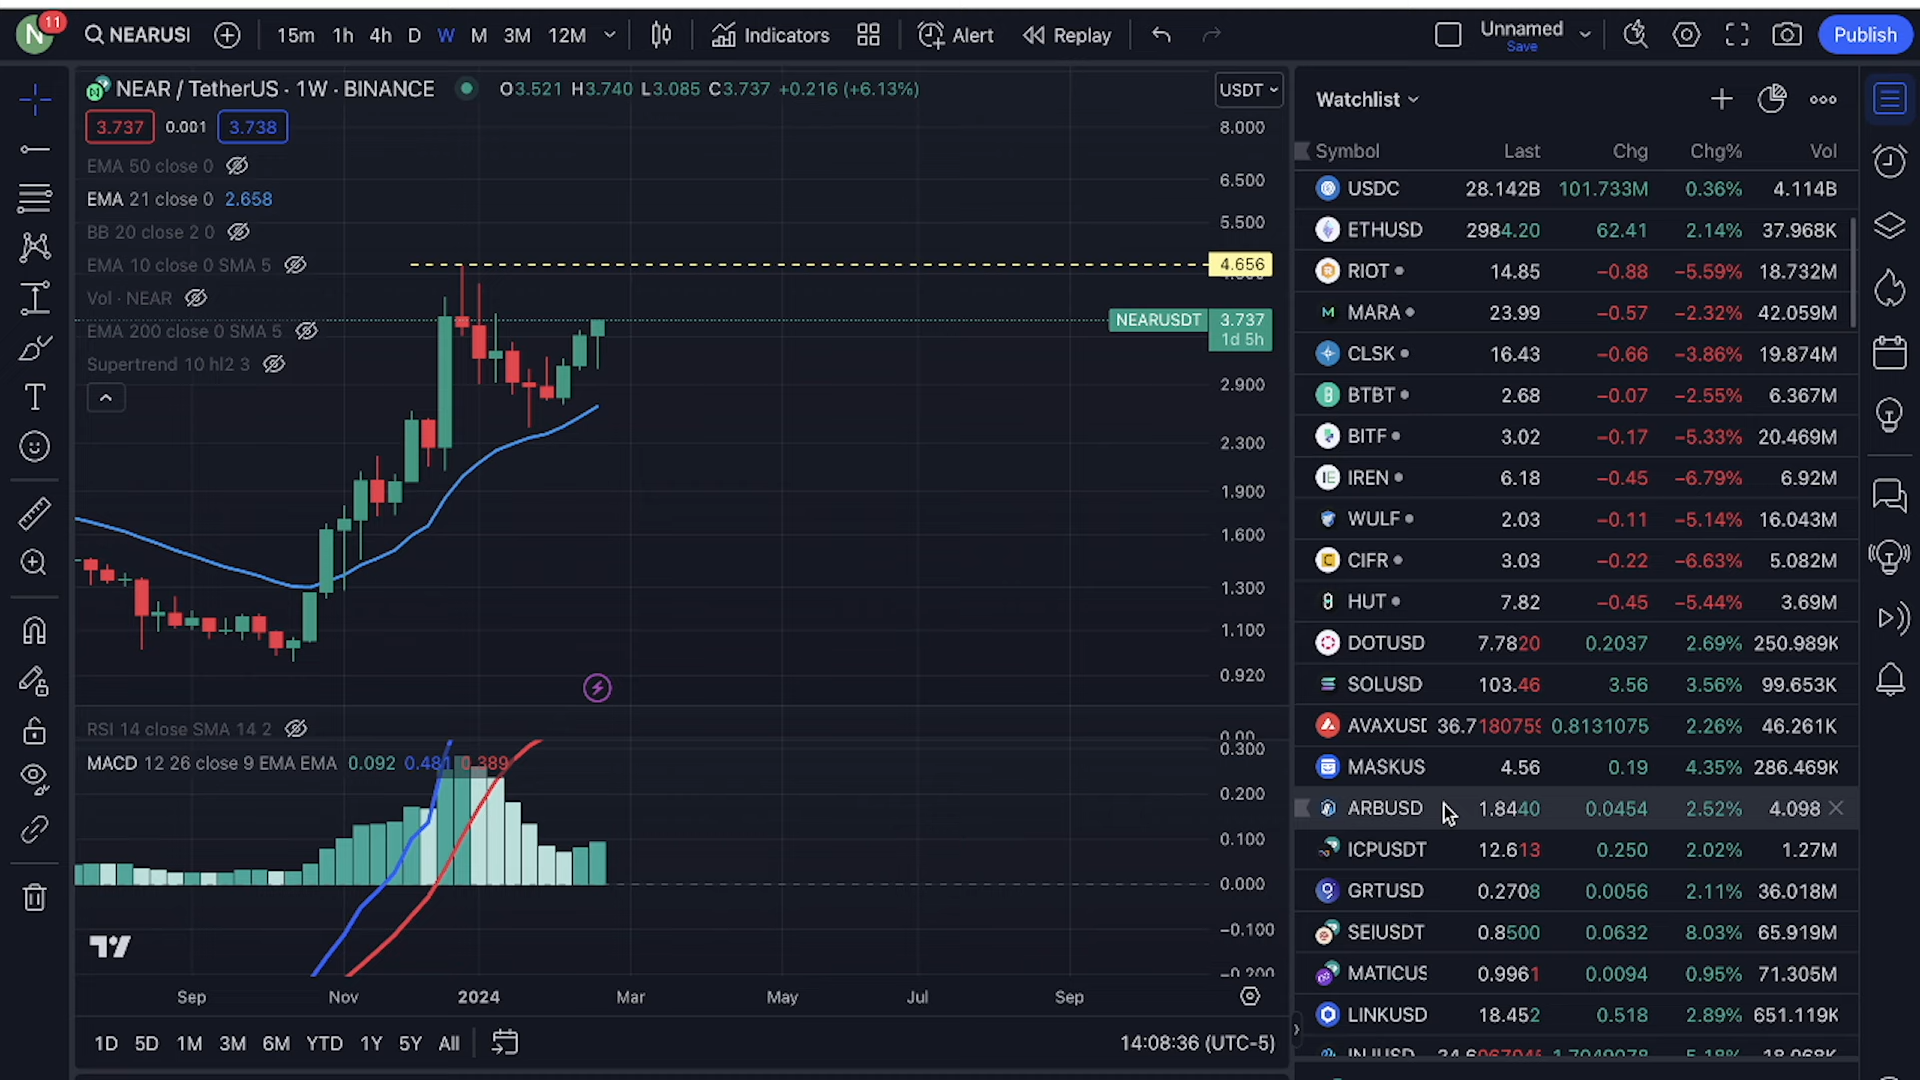 N 11 NEARUSI 15m 1h 4h D W M 3M 12M Indicators Alert Replay Unnamed Save Publish
NEAR / TetherUS · 1W · BINANCE O3.521 H3.740 L3.085 C3.737 +0.216 (+6.13%) USDT
3.737 0.001 3.738
EMA 50 close 0
EMA 21 close 0 2.658
BB 20 close 2 0
EMA 10 close 0 SMA 5
Vol · NEAR
EMA 200 close 0 SMA 5
Supertrend 10 hl2 3
8.000
6.500
5.500
4.656
NEARUSDT 3.737
1d 5h
2.900
2.300
1.900
1.600
1.300
1.100
0.920
RSI 14 close SMA 14 2
0.00
MACD 12 26 close 9 EMA EMA 0.092 0.481 0.389
0.300
0.200
0.100
0.000
−0.100
−0.200
Sep Nov 2024 Mar May Jul Sep
1D 5D 1M 3M 6M YTD 1Y 5Y All 14:08:36 (UTC-5)
Watchlist
Symbol Last Chg Chg% Vol
USDC 28.142B 101.733M 0.36% 4.114B
ETHUSD 2984.20 62.41 2.14% 37.968K
RIOT 14.85 −0.88 −5.59% 18.732M
MARA 23.99 −0.57 −2.32% 42.059M
CLSK 16.43 −0.66 −3.86% 19.874M
BTBT 2.68 −0.07 −2.55% 6.367M
BITF 3.02 −0.17 −5.33% 20.469M
IREN 6.18 −0.45 −6.79% 6.92M
WULF 2.03 −0.11 −5.14% 16.043M
CIFR 3.03 −0.22 −6.63% 5.082M
HUT 7.82 −0.45 −5.44% 3.69M
DOTUSD 7.7820 0.2037 2.69% 250.989K
SOLUSD 103.46 3.56 3.56% 99.653K
AVAXUSD 36.7180759 0.8131075 2.26% 46.261K
MASKUS 4.56 0.19 4.35% 286.469K
ARBUSD 1.8440 0.0454 2.52% 4.098
ICPUSDT 12.613 0.250 2.02% 1.27M
GRTUSD 0.2708 0.0056 2.11% 36.018M
SEIUSDT 0.8500 0.0632 8.03% 65.919M
MATICUS 0.9961 0.0094 0.95% 71.305M
LINKUSD 18.452 0.518 2.89% 651.119K
INJUSD 5.18% 18.068K